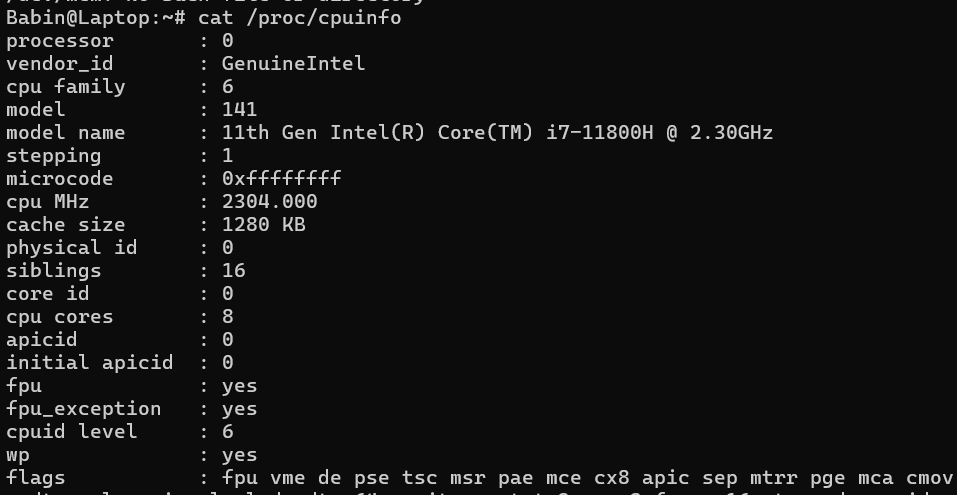 Babin@Laptop:~# cat /proc/cpuinfo
processor : 0
vendor_id : GenuineIntel
cpu family : 6
model : 141
model name : 11th Gen Intel(R) Core(TM) i7-11800H @ 2.30GHz
stepping : 1
microcode : 0xffffffff
cpu MHz : 2304.000
cache size : 1280 KB
physical id : 0
siblings : 16
core id : 0
cpu cores : 8
apicid : 0
initial apicid : 0
fpu : yes
fpu_exception : yes
cpuid level : 6
wp : yes
flags : fpu vme de pse tsc msr pae mce cx8 apic sep mtrr pge mca cmov